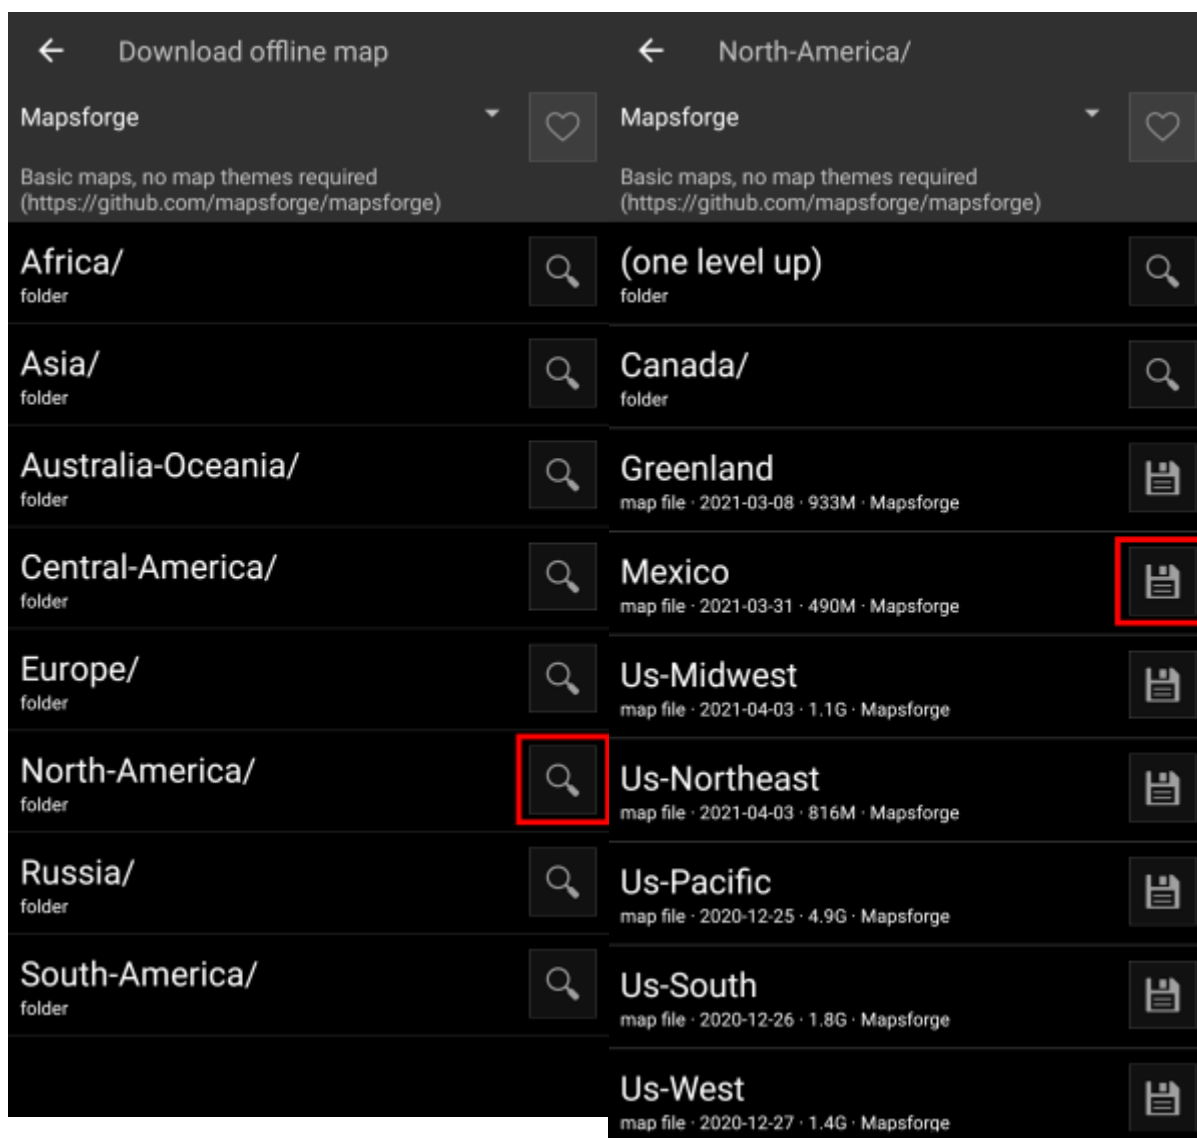 Download offline map
Mapsforge
Basic maps, no map themes required
(https://github.com/mapsforge/mapsforge)
Africa/
folder
Asia/
folder
Australia-Oceania/
folder
Central-America/
folder
Europe/
folder
North-America/
folder
Russia/
folder
South-America/
folder
North-America/
Mapsforge
Basic maps, no map themes required
(https://github.com/mapsforge/mapsforge)
(one level up)
folder
Canada/
folder
Greenland
map file · 2021-03-08 · 933M · Mapsforge
Mexico
map file · 2021-03-31 · 490M · Mapsforge
Us-Midwest
map file · 2021-04-03 · 1.1G · Mapsforge
Us-Northeast
map file · 2021-04-03 · 816M · Mapsforge
Us-Pacific
map file · 2020-12-25 · 4.9G · Mapsforge
Us-South
map file · 2020-12-26 · 1.8G · Mapsforge
Us-West
map file · 2020-12-27 · 1.4G · Mapsforge